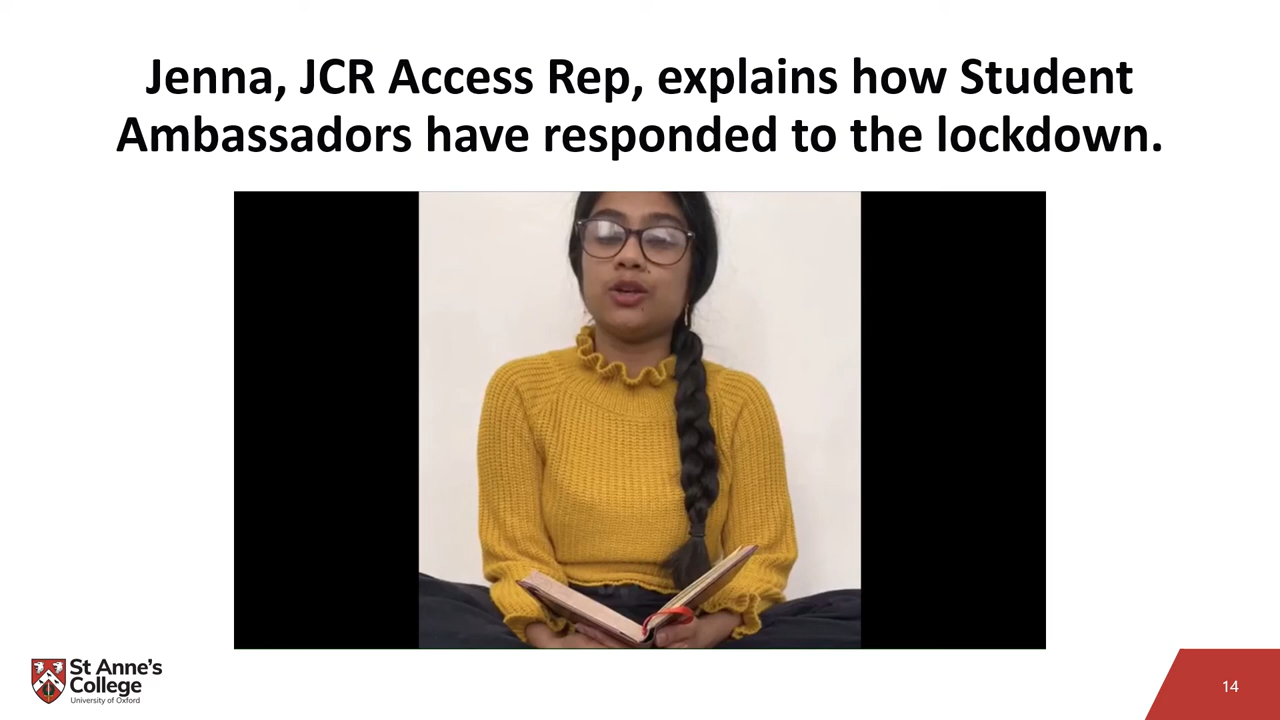 Jenna, JCR Access Rep, explains how Student
Ambassadors have responded to the lockdown.
St Anne's
College
University of Oxford
14